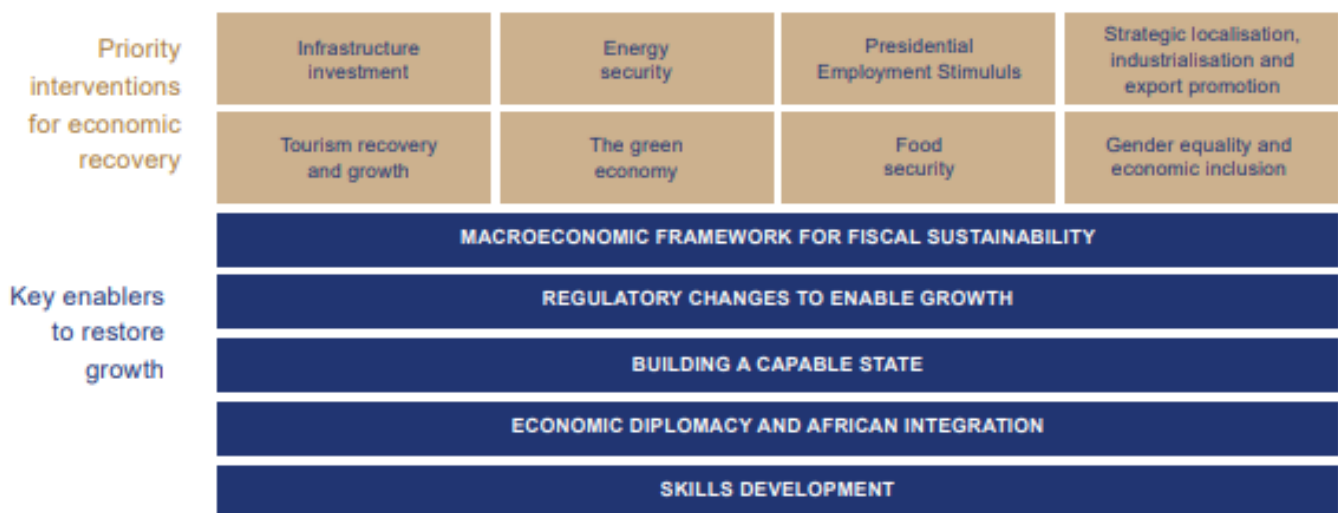 Priority
interventions
for economic
recovery
Infrastructure
investment
Energy
security
Presidential
Employment Stimululs
Strategic localisation,
industrialisation and
export promotion
Tourism recovery
and growth
The green
economy
Food
security
Gender equality and
economic inclusion
Key enablers
to restore
growth
MACROECONOMIC FRAMEWORK FOR FISCAL SUSTAINABILITY
REGULATORY CHANGES TO ENABLE GROWTH
BUILDING A CAPABLE STATE
ECONOMIC DIPLOMACY AND AFRICAN INTEGRATION
SKILLS DEVELOPMENT